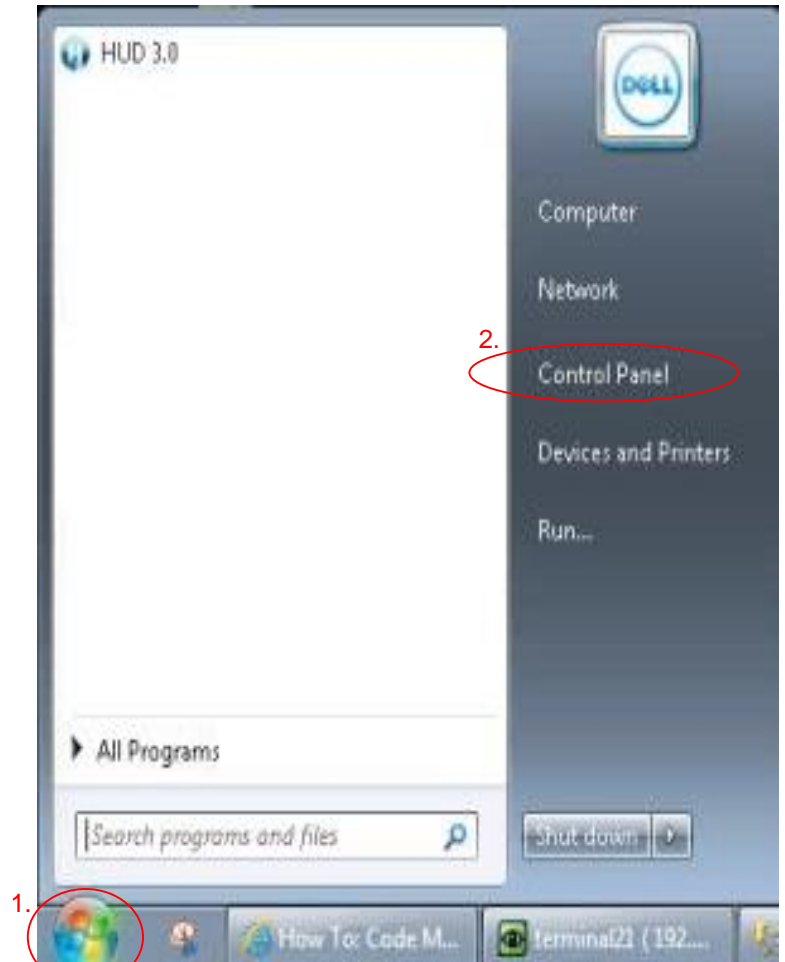 HUD 3.0
DELL
Computer
Network
2.
Control Panel
Devices and Printers
Run...
All Programs
Search programs and files
Shut down
1.
How To: Code M...
terminal21 ( 192....